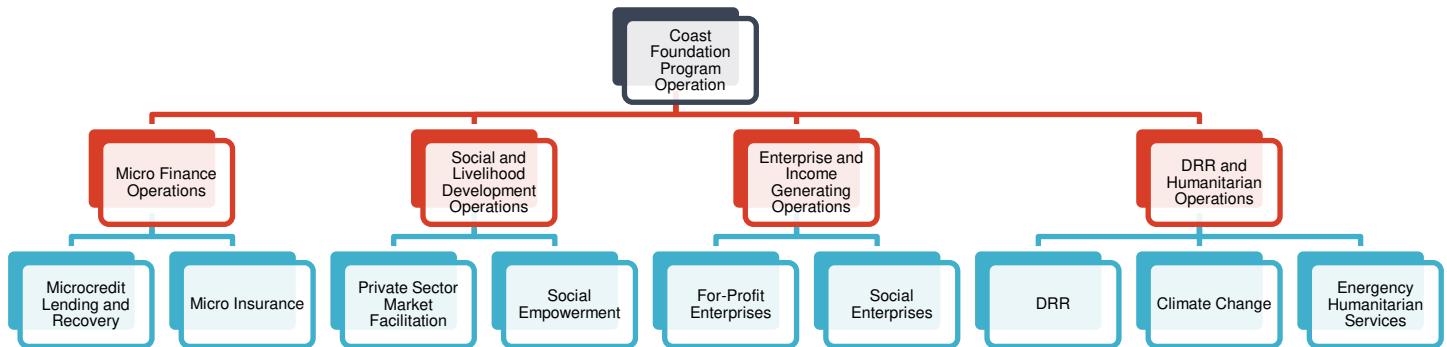 Coast
Foundation
Program
Operation
Micro Finance
Operations
Social and
Livelihood
Development
Operations
Enterprise and
Income
Generating
Operations
DRR and
Humanitarian
Operations
Microcredit
Lending and
Recovery
Micro Insurance
Private Sector
Market
Facilitation
Social
Empowerment
For-Profit
Enterprises
Social
Enterprises
DRR
Climate Change
Energency
Humanitarian
Services